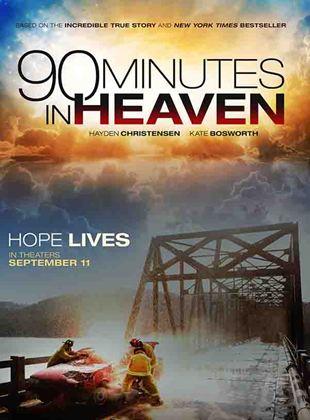 BASED ON THE INCREDIBLE TRUE STORY AND NEW YORK TIMES BESTSELLER
90 MINUTES
IN HEAVEN
HAYDEN CHRISTENSEN KATE BOSWORTH
HOPE LIVES
IN THEATERS
SEPTEMBER 11